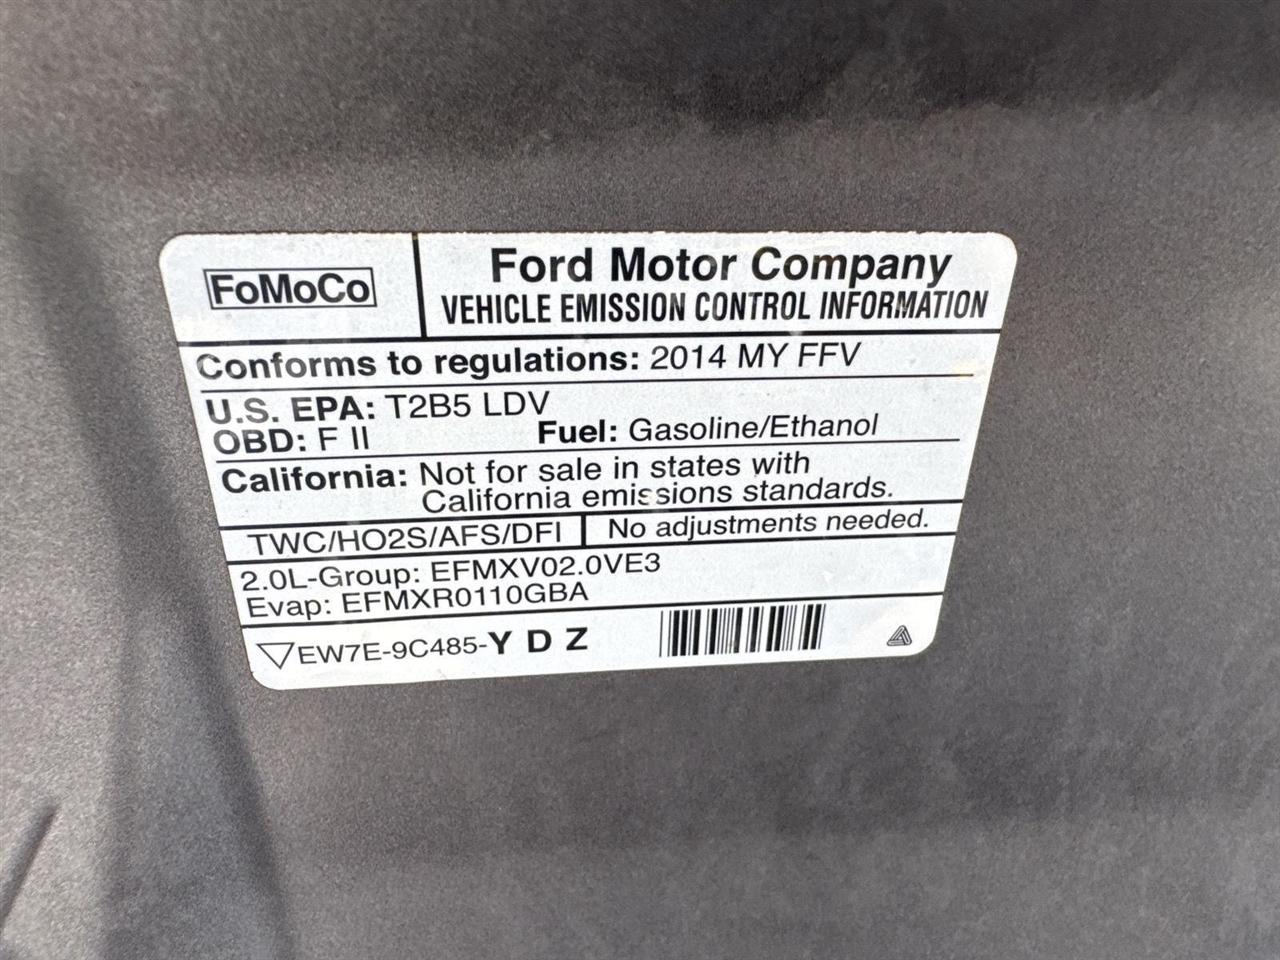 FoMoCo
Ford Motor Company
VEHICLE EMISSION CONTROL INFORMATION
Conforms to regulations: 2014 MY FFV
U.S. EPA: T2B5 LDV
OBD: F II Fuel: Gasoline/Ethanol
California: Not for sale in states with
California emissions standards.
TWC/HO2S/AFS/DFI No adjustments needed.
2.0L-Group: EFMXV02.0VE3
Evap: EFMXR0110GBA
EW7E-9C485-Y D Z